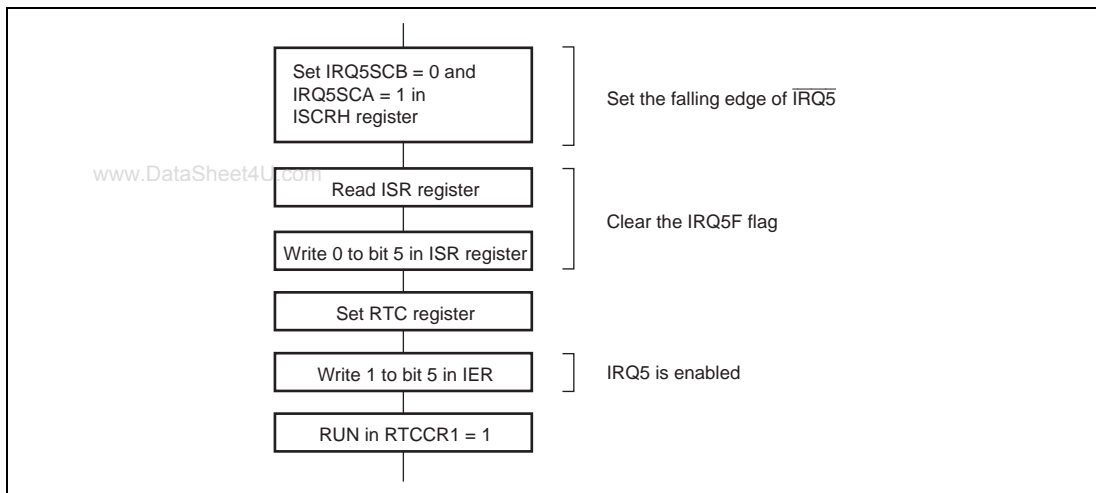 Set IRQ5SCB = 0 and
IRQ5SCA = 1 in
ISCRH register
Set the falling edge of IRQ5
www.DataSheet4U.com
Read ISR register
Clear the IRQ5F flag
Write 0 to bit 5 in ISR register
Set RTC register
Write 1 to bit 5 in IER
IRQ5 is enabled
RUN in RTCCR1 = 1